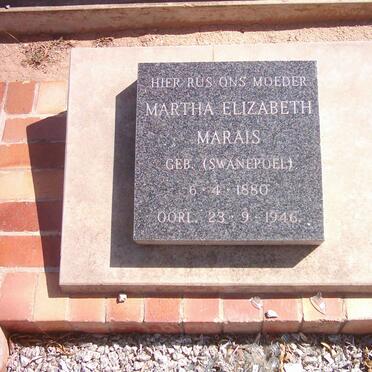 HIER RUS ONS MOEDER
MARTHA ELIZABETH
MARAIS
GEB. (SWANEPOEL)
6 · 4 · 1880
OORL. 23 · 9 · 1946.